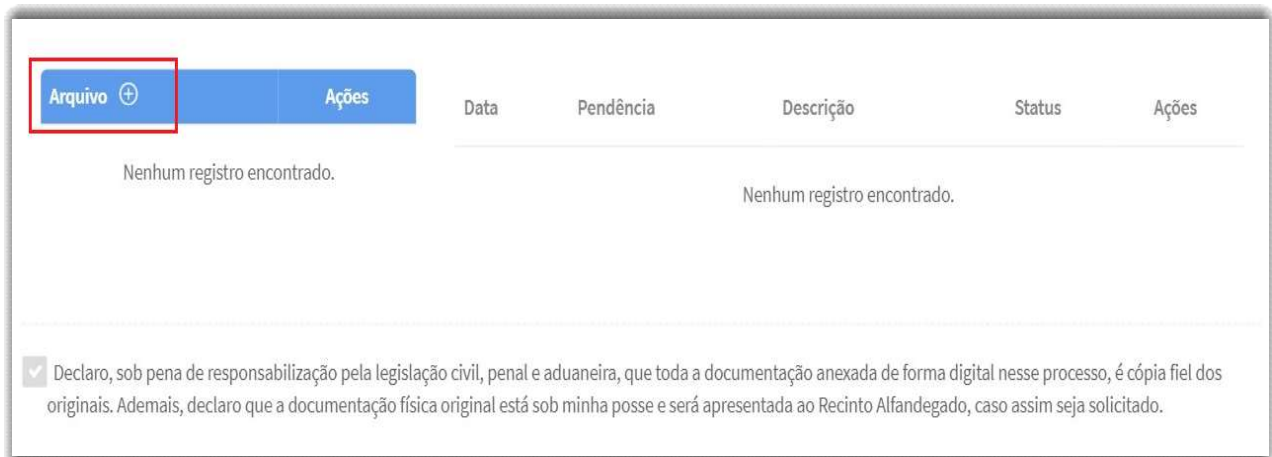 Arquivo Ações
Data Pendência Descrição Status Ações
Nenhum registro encontrado.
Nenhum registro encontrado.
Declaro, sob pena de responsabilização pela legislação civil, penal e aduaneira, que toda a documentação anexada de forma digital nesse processo, é cópia fiel dos
originais. Ademais, declaro que a documentação física original está sob minha posse e será apresentada ao Recinto Alfandegado, caso assim seja solicitado.